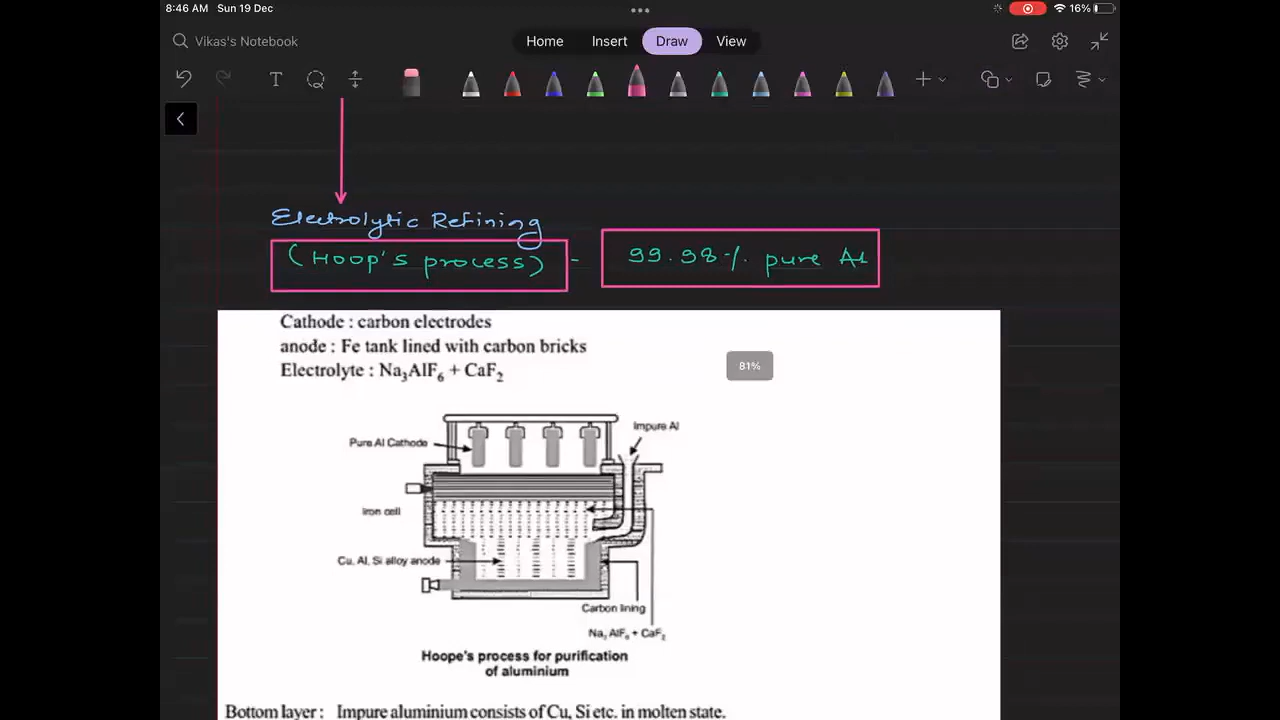 8:46 AM Sun 19 Dec
16%
Vikas's Notebook
Home Insert Draw View
Electrolytic Refining
(Hoop's process) - 99.98% pure Al
Cathode : carbon electrodes
anode : Fe tank lined with carbon bricks
81%
Electrolyte : Na₃AlF₆ + CaF₂
Impure Al
Pure Al Cathode
Iron cell
Cu, Al, Si alloy anode
Carbon lining
Na₃ AlF₆ + CaF₂
Hoope's process for purification
of aluminium
Bottom layer : Impure aluminium consists of Cu, Si etc. in molten state.